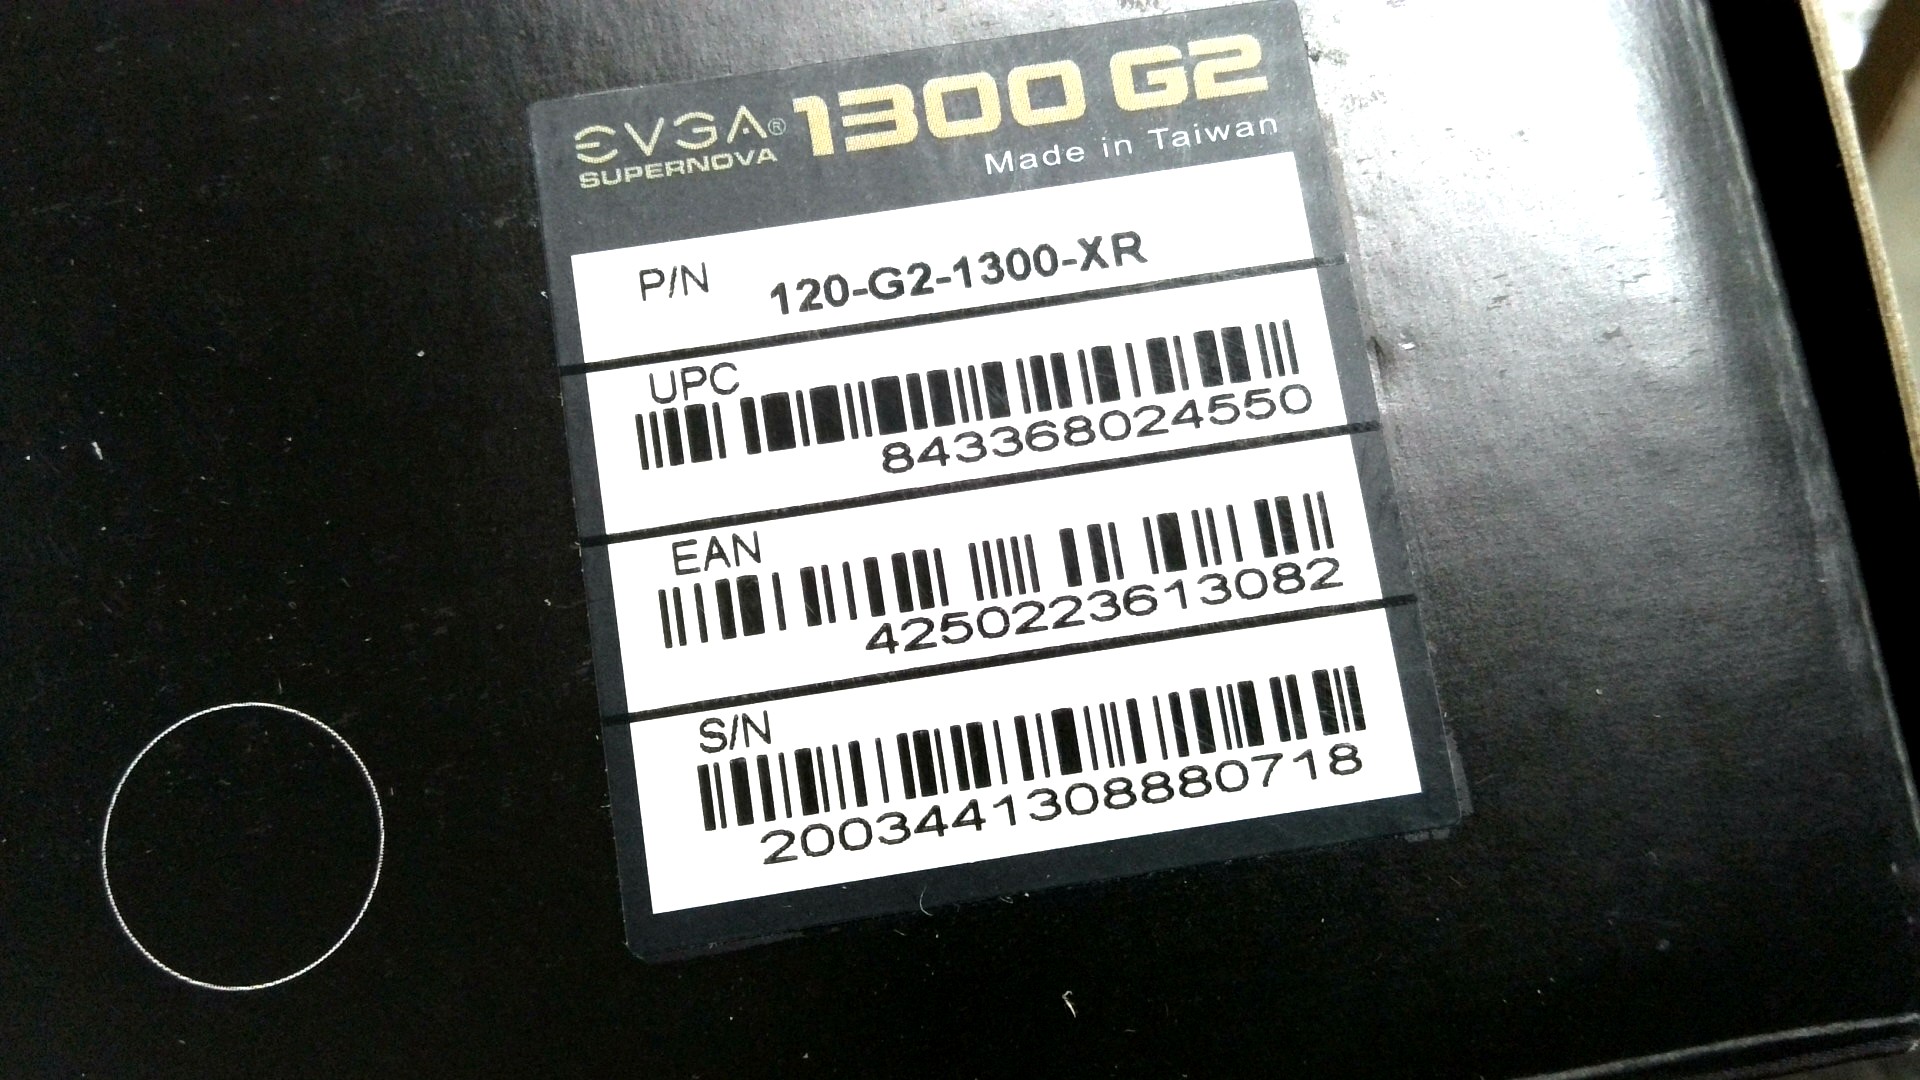 EVGA® 1300 G2
SUPERNOVA
Made in Taiwan
P/N 120-G2-1300-XR
UPC
843368024550
EAN
4250223613082
S/N
2003441308880718